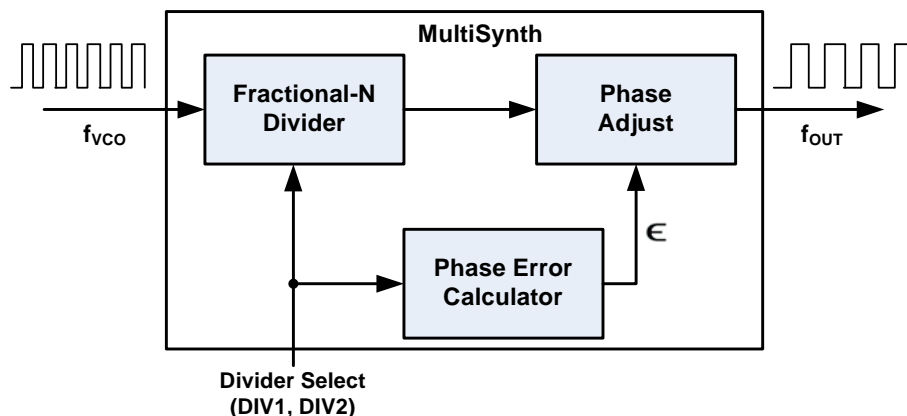 MultiSynth
Fractional-N
Divider
Phase
Adjust
fVCO
fOUT
ϵ
Phase Error
Calculator
Divider Select
(DIV1, DIV2)